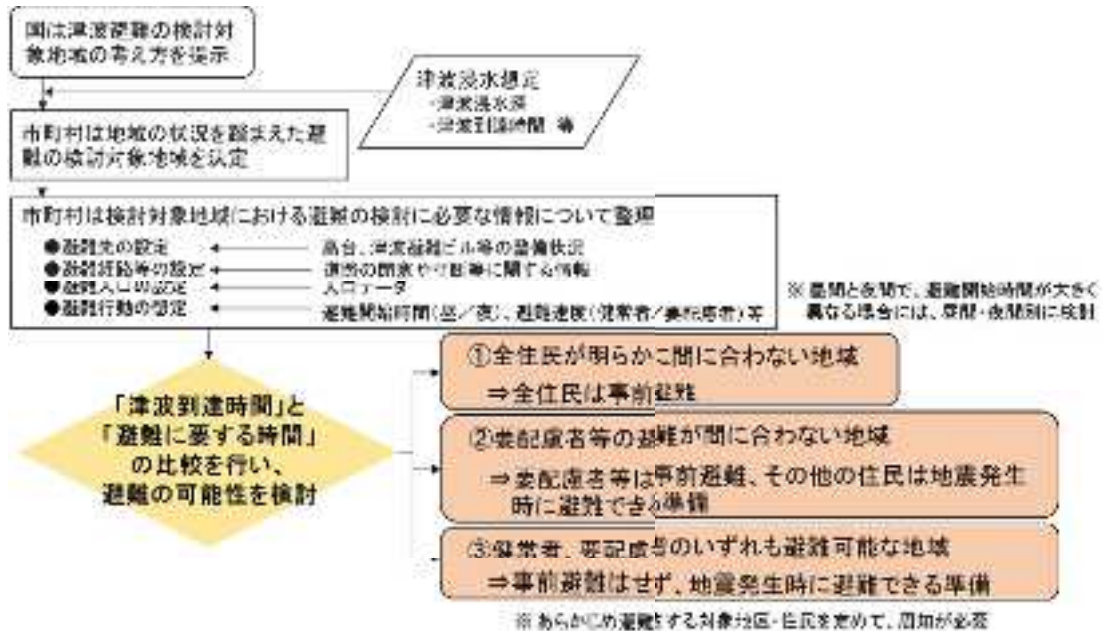 国は津波避難の検討対
象地域の考え方を提示
津波浸水想定
・津波浸水深
・津波到達時間 等
市町村は地域の状況を踏まえた避
難の検討対象地域を決定
市町村は検討対象地域における避難の検討に必要な情報について整理
●避難先の設定
高台、津波避難ビル等の整備状況
●避難経路等の設定
道路の閉塞や寸断等に関する情報
●避難人口の設定
人口データ
●避難行動の想定
避難開始時間(昼/夜)、避難速度(健常者/要配慮者)等
※ 昼間と夜間で、避難開始時間が大きく
異なる場合には、昼間・夜間別に検討
「津波到達時間」と
「避難に要する時間」
の比較を行い、
避難の可能性を検討
①全住民が明らかに間に合わない地域
⇒全住民は事前避難
②要配慮者等の避難が間に合わない地域
⇒要配慮者等は事前避難、その他の住民は地震発生
時に避難できる準備
③健常者、要配慮者のいずれも避難可能な地域
⇒事前避難はせず、地震発生時に避難できる準備
※ あらかじめ避難をする対象地区・住民を定めて、周知が必要